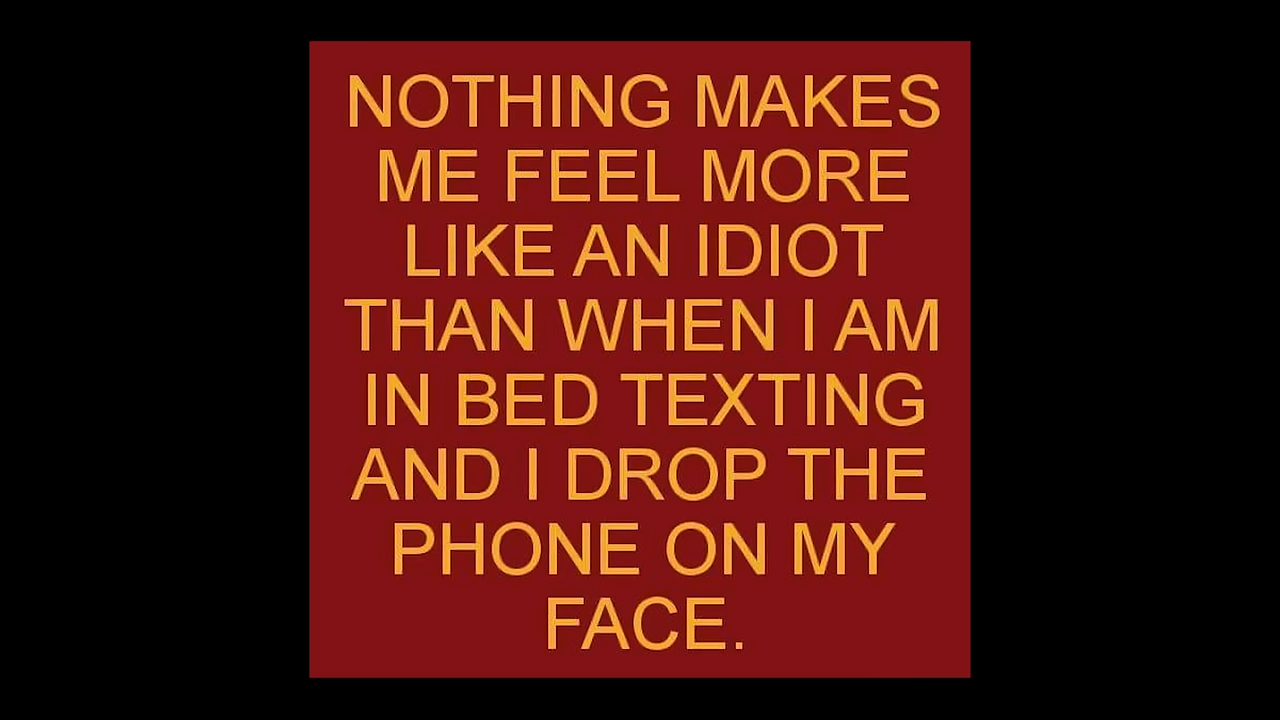 NOTHING MAKES
ME FEEL MORE
LIKE AN IDIOT
THAN WHEN I AM
IN BED TEXTING
AND I DROP THE
PHONE ON MY
FACE.